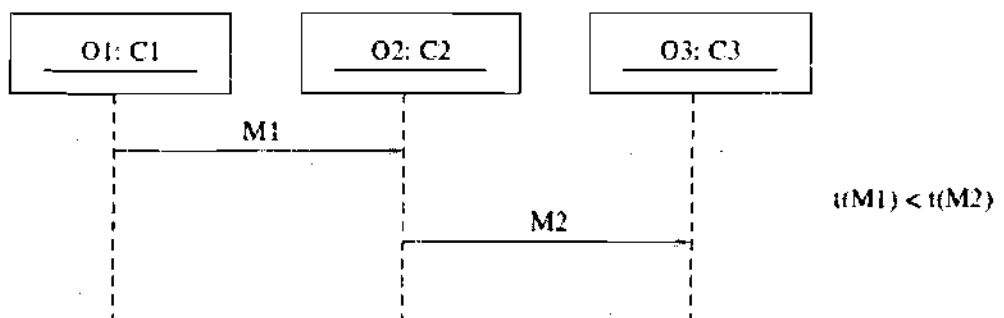 O1: C1
O2: C2
O3: C3
M1
t(M1) < t(M2)
M2